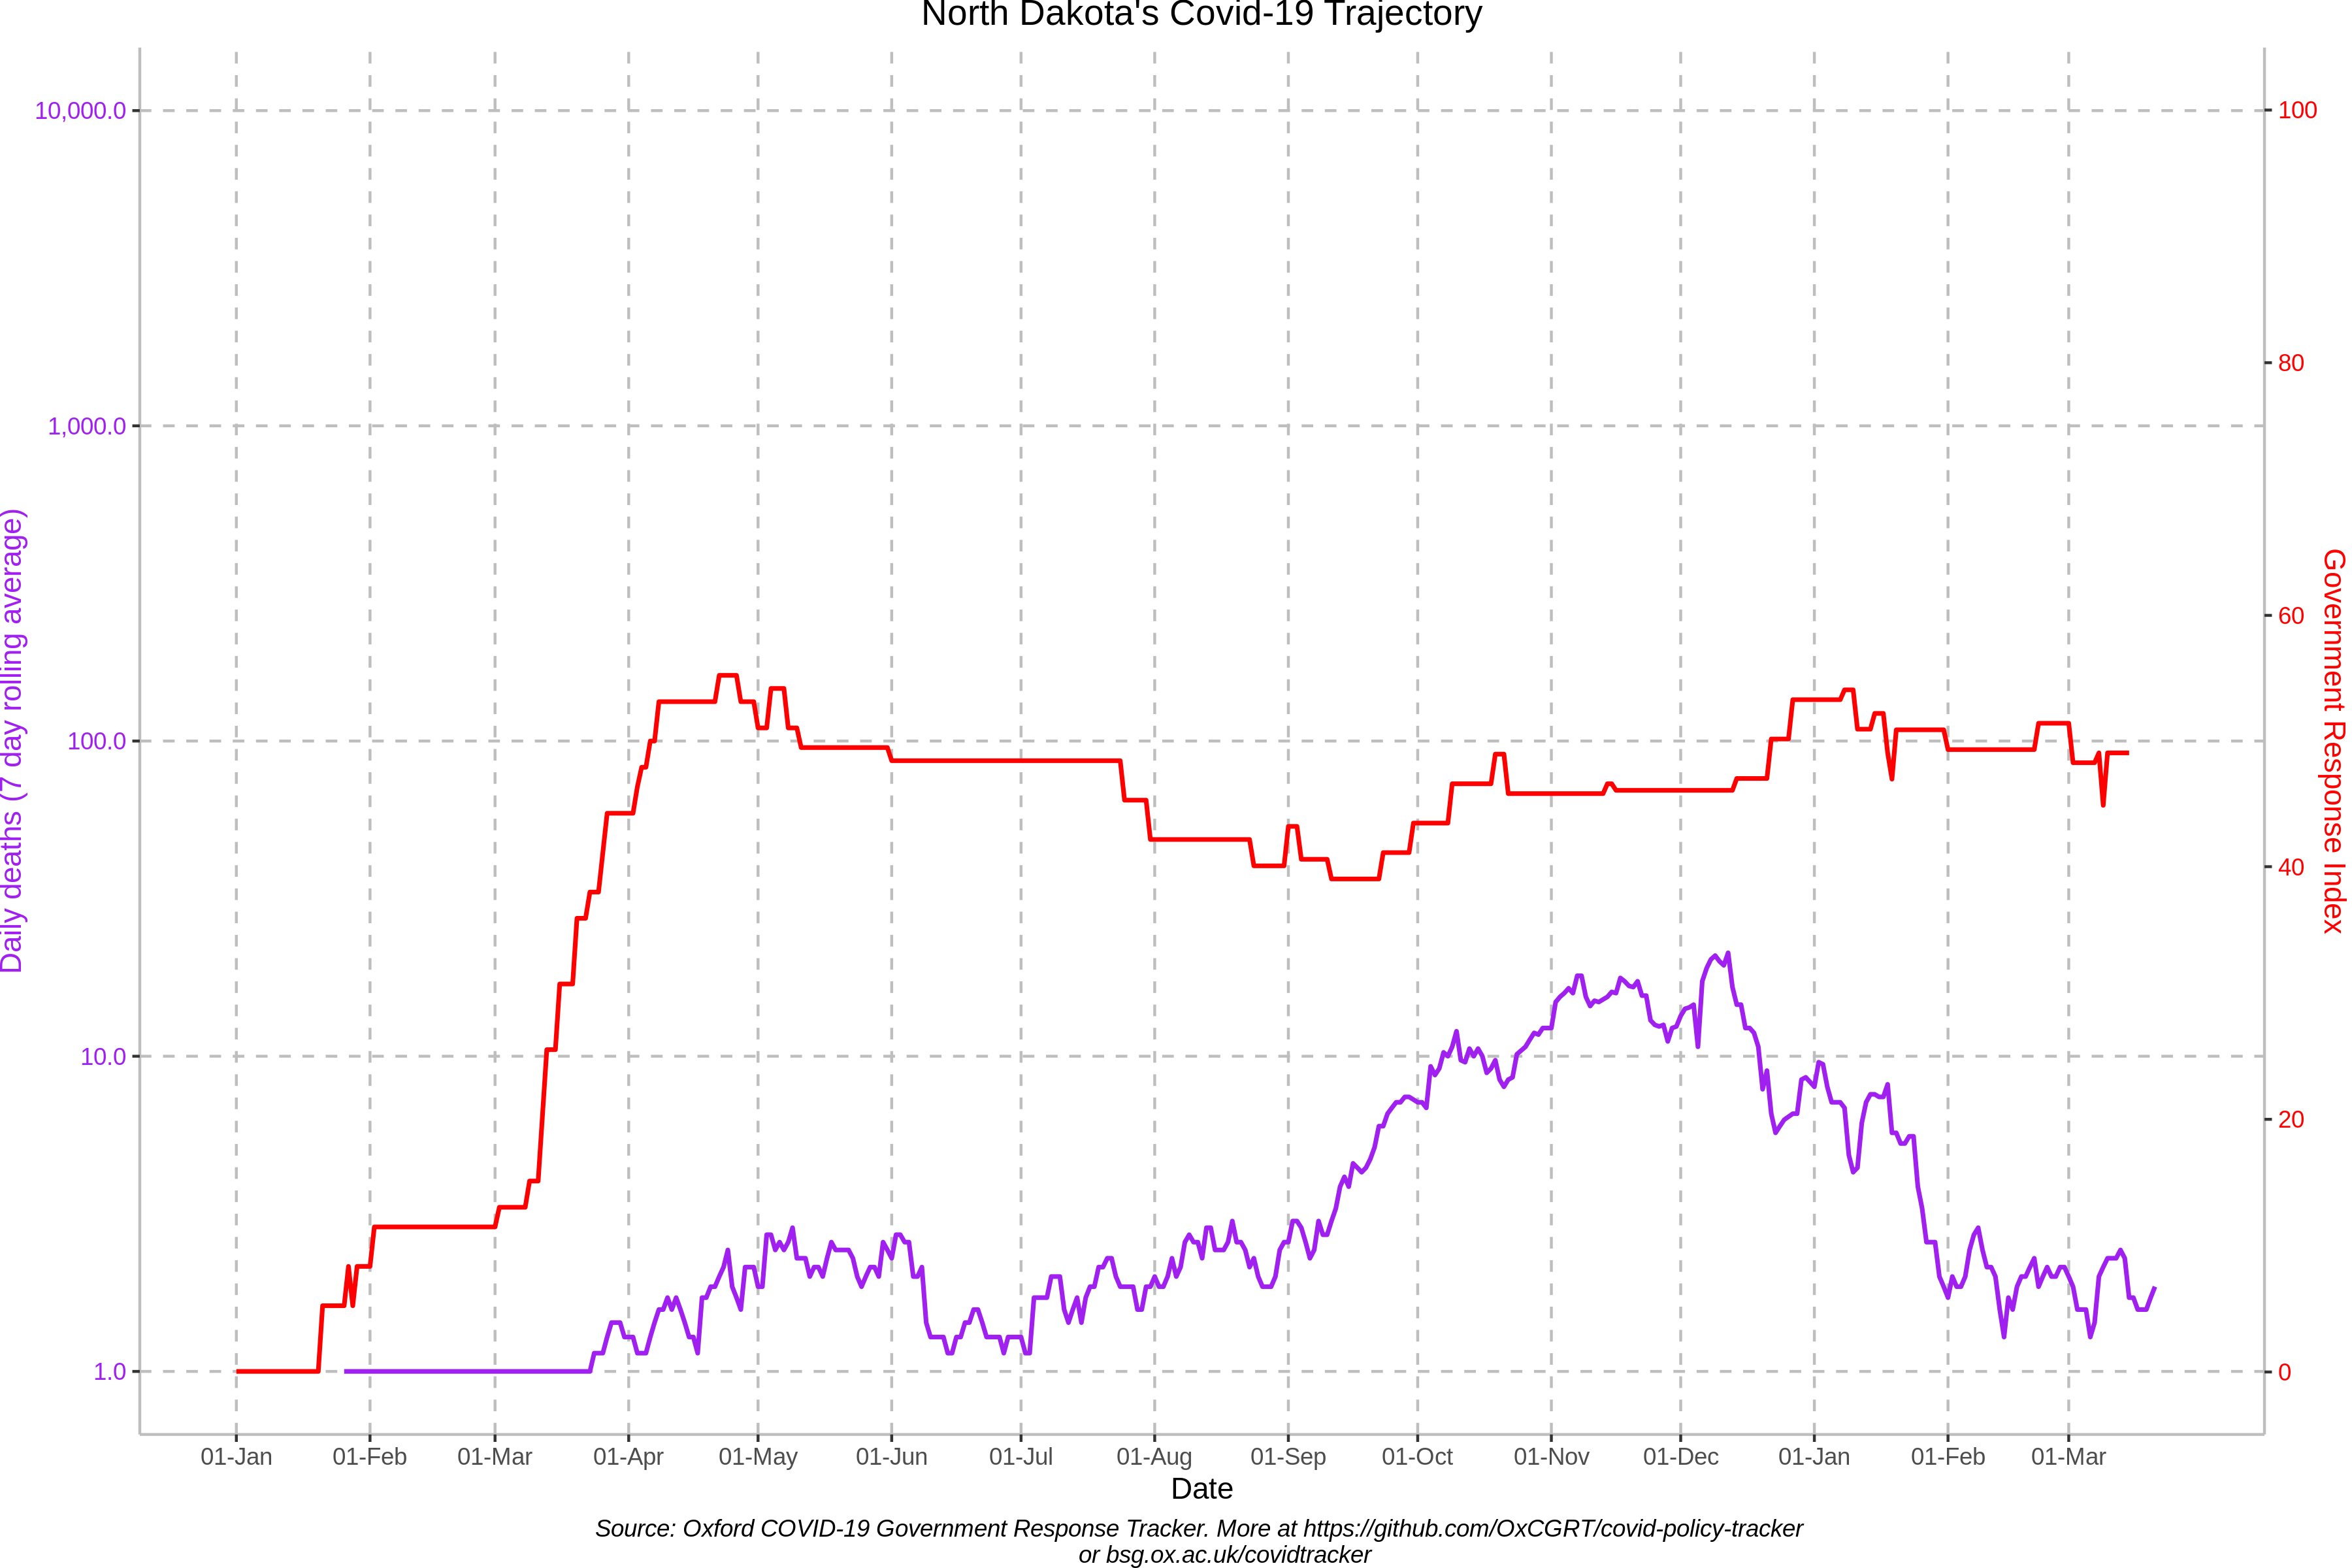 North Dakota's Covid-19 Trajectory
10,000.0
1,000.0
100.0
10.0
1.0
Daily deaths (7 day rolling average)
100
80
60
40
20
0
Government Response Index
01-Jan 01-Feb 01-Mar 01-Apr 01-May 01-Jun 01-Jul 01-Aug 01-Sep 01-Oct 01-Nov 01-Dec 01-Jan 01-Feb 01-Mar
Date
Source: Oxford COVID-19 Government Response Tracker. More at https://github.com/OxCGRT/covid-policy-tracker
or bsg.ox.ac.uk/covidtracker